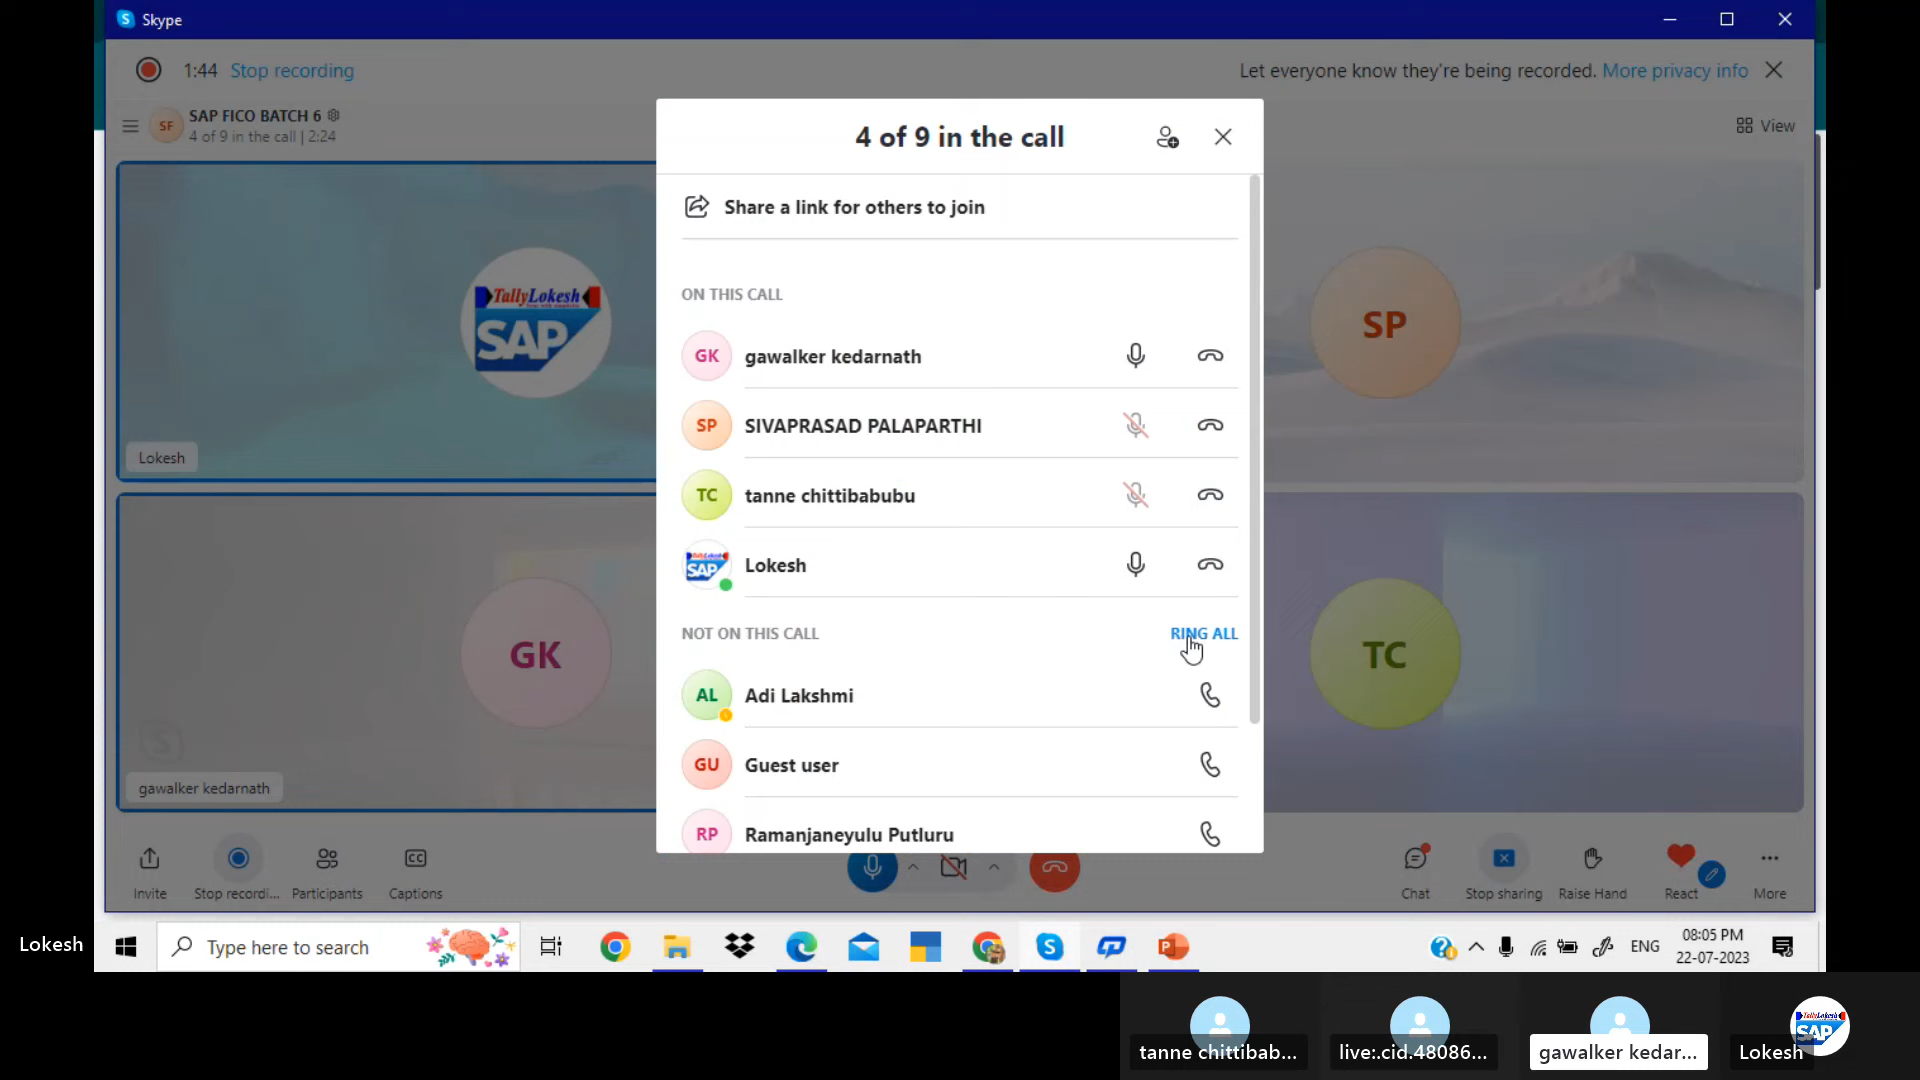 Skype
1:44 Stop recording
Let everyone know they're being recorded. More privacy info
SF
SAP FICO BATCH 6
4 of 9 in the call | 2:24
View
4 of 9 in the call
Share a link for others to join
ON THIS CALL
GK gawalker kedarnath
SP SIVAPRASAD PALAPARTHI
TC tanne chittibabubu
Lokesh
NOT ON THIS CALL RING ALL
AL Adi Lakshmi
GU Guest user
RP Ramanjaneyulu Putluru
TallyLokesh
SAP
Lokesh
SP
GK
gawalker kedarnath
TC
Invite
Stop recordi...
Participants
CC
Captions
Chat
Stop sharing
Raise Hand
React
More
Lokesh
Type here to search
ENG
08:05 PM
22-07-2023
tanne chittibab...
live:.cid.48086...
gawalker kedar...
Lokesh
SAP